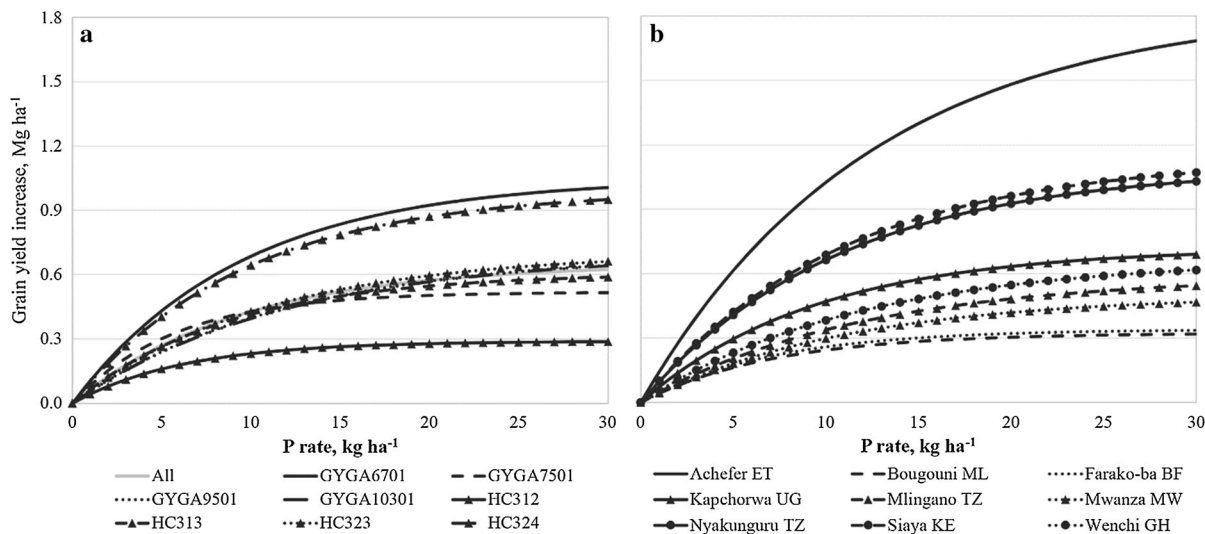 a b
1.8
1.5
1.2
0.9
0.6
0.3
0.0
Grain yield increase, Mg ha⁻¹
0 5 10 15 20 25 30 0 5 10 15 20 25 30
P rate, kg ha⁻¹ P rate, kg ha⁻¹
All GYGA6701 GYGA7501 Achefer ET Bougouni ML Farako-ba BF
GYGA9501 GYGA10301 HC312 Kapchorwa UG Mlingano TZ Mwanza MW
HC313 HC323 HC324 Nyakunguru TZ Siaya KE Wenchi GH